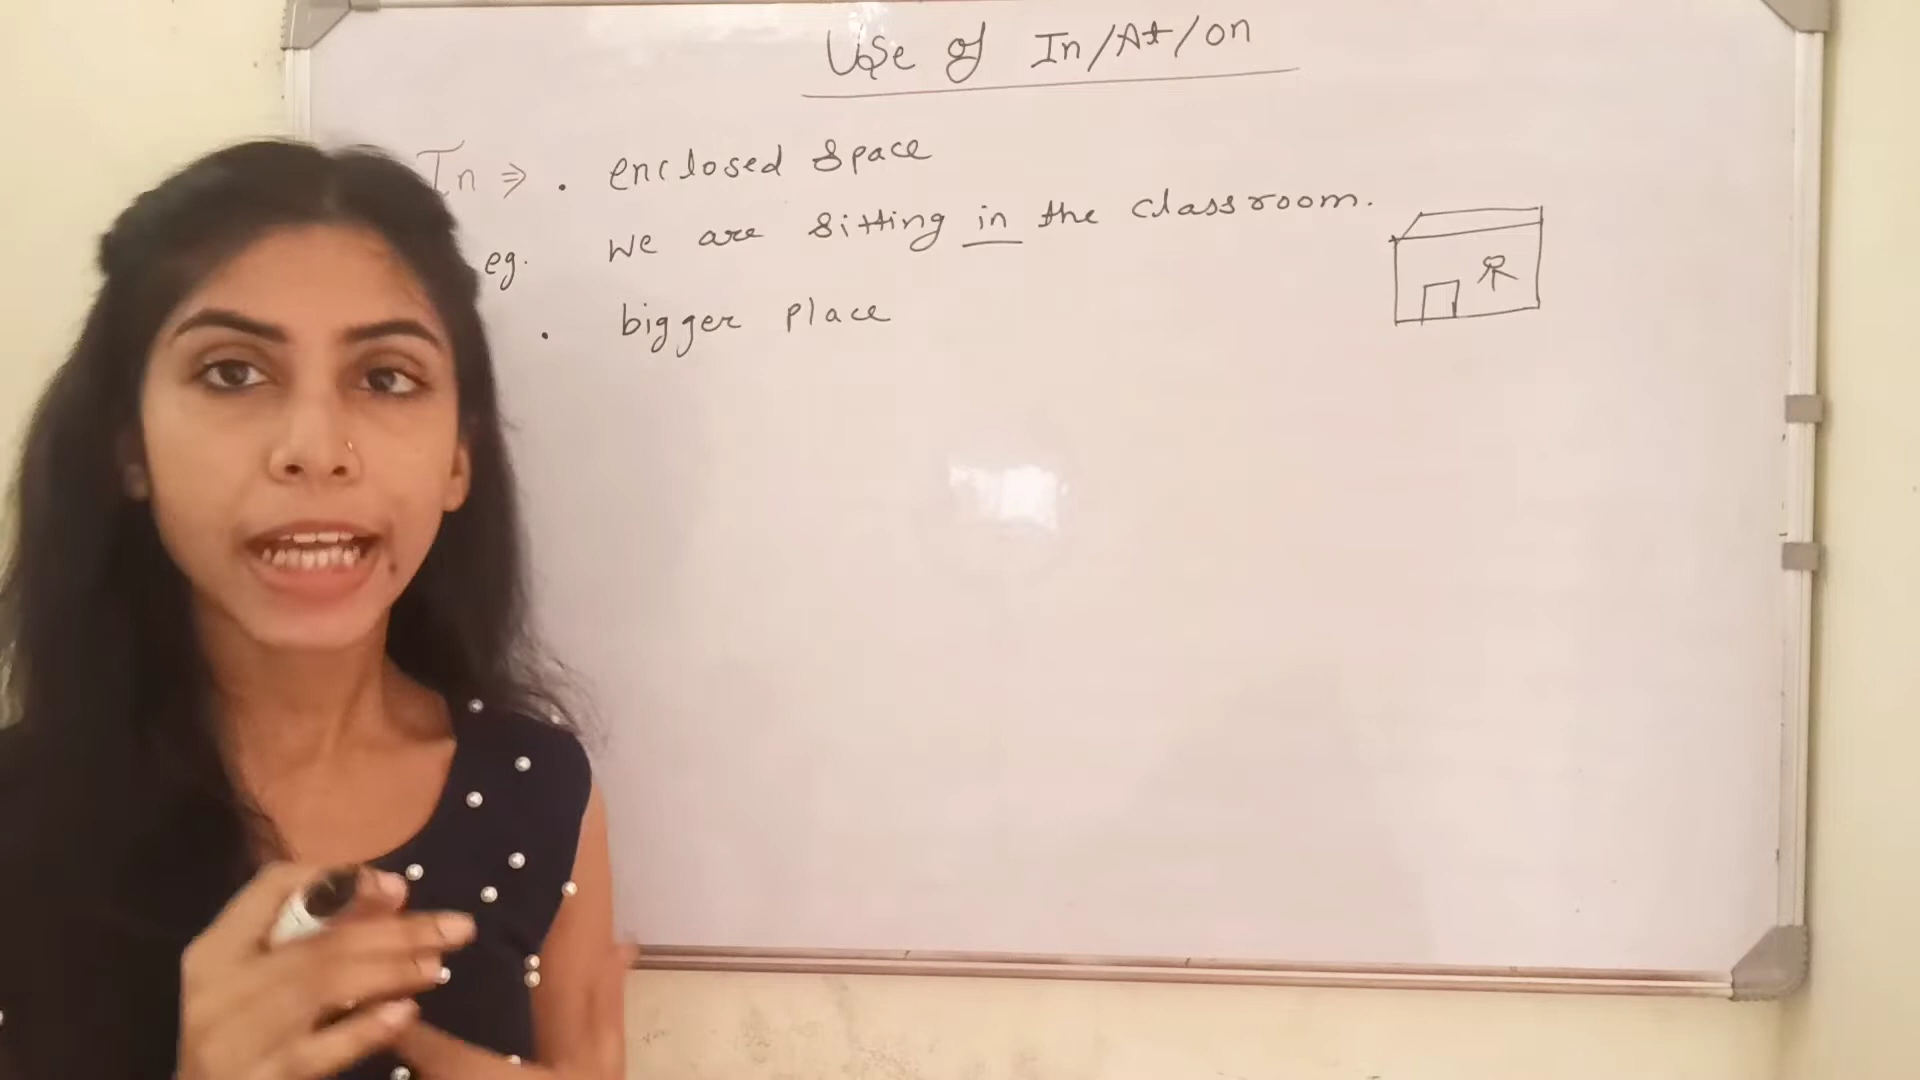 Use of In/At/on
In ⇒ . enclosed space
eg. We are sitting in the classroom.
. bigger place